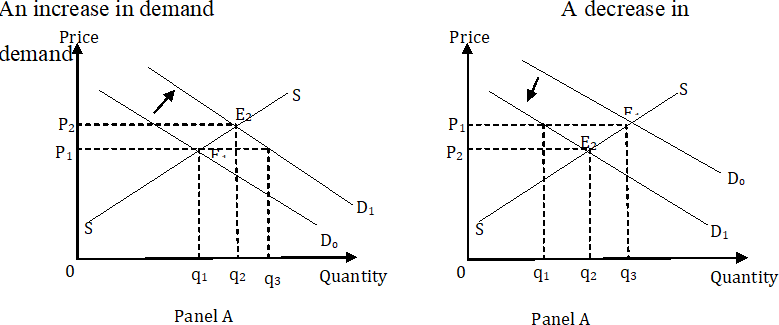 An increase in demand A decrease in
demand
Price
P₂
P₁
E₂
S
S
D₁
D₀
0
q₁ q₂ q₃ Quantity
Panel A
Price
P₁
P₂
E₂
S
S
D₀
D₁
0
q₁ q₂ q₃ Quantity
Panel A